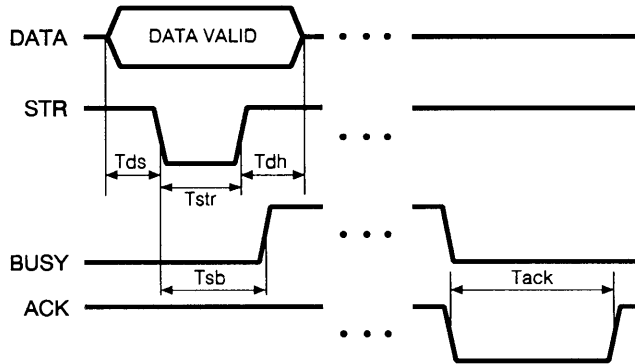 DATA
DATA VALID
STR
Tds
Tdh
Tstr
BUSY
Tsb
Tack
ACK